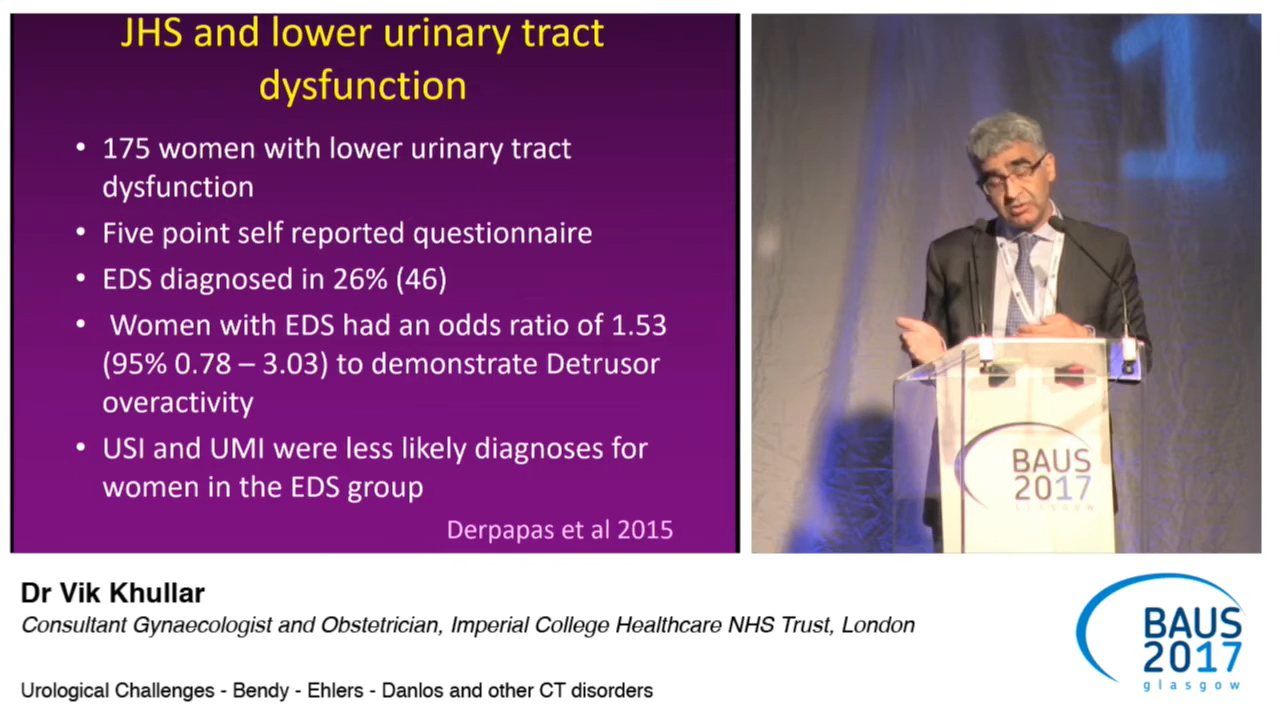 JHS and lower urinary tract
dysfunction
• 175 women with lower urinary tract
dysfunction
• Five point self reported questionnaire
• EDS diagnosed in 26% (46)
• Women with EDS had an odds ratio of 1.53
(95% 0.78 – 3.03) to demonstrate Detrusor
overactivity
• USI and UMI were less likely diagnoses for
women in the EDS group
Derpapas et al 2015
1
BAUS
2017
GLASGOW
Dr Vik Khullar
Consultant Gynaecologist and Obstetrician, Imperial College Healthcare NHS Trust, London
Urological Challenges - Bendy - Ehlers - Danlos and other CT disorders
BAUS
2017
glasgow